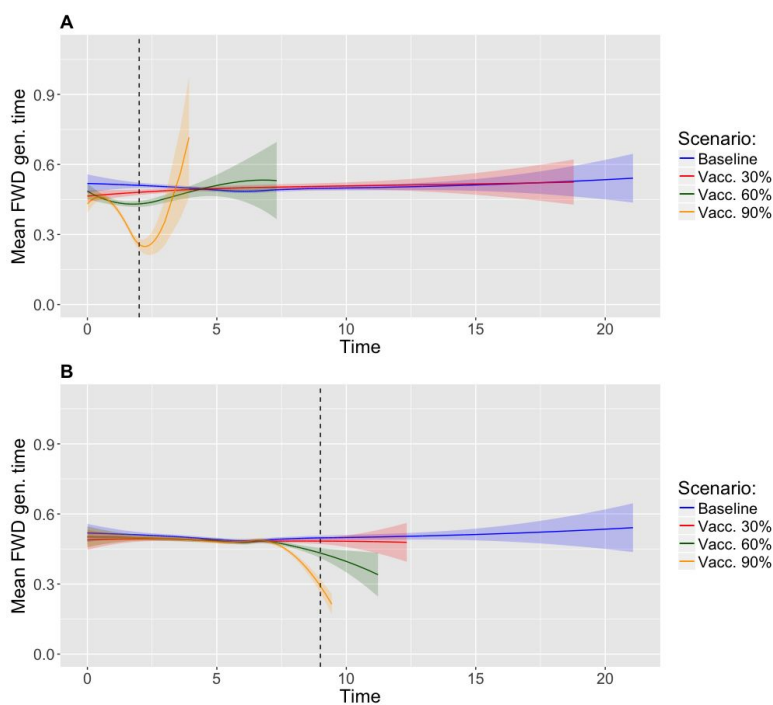 A
Mean FWD gen. time
0.9
0.6
0.3
0.0
0 5 10 15 20
Time
Scenario:
Baseline
Vacc. 30%
Vacc. 60%
Vacc. 90%
B
Mean FWD gen. time
0.9
0.6
0.3
0.0
0 5 10 15 20
Time
Scenario:
Baseline
Vacc. 30%
Vacc. 60%
Vacc. 90%